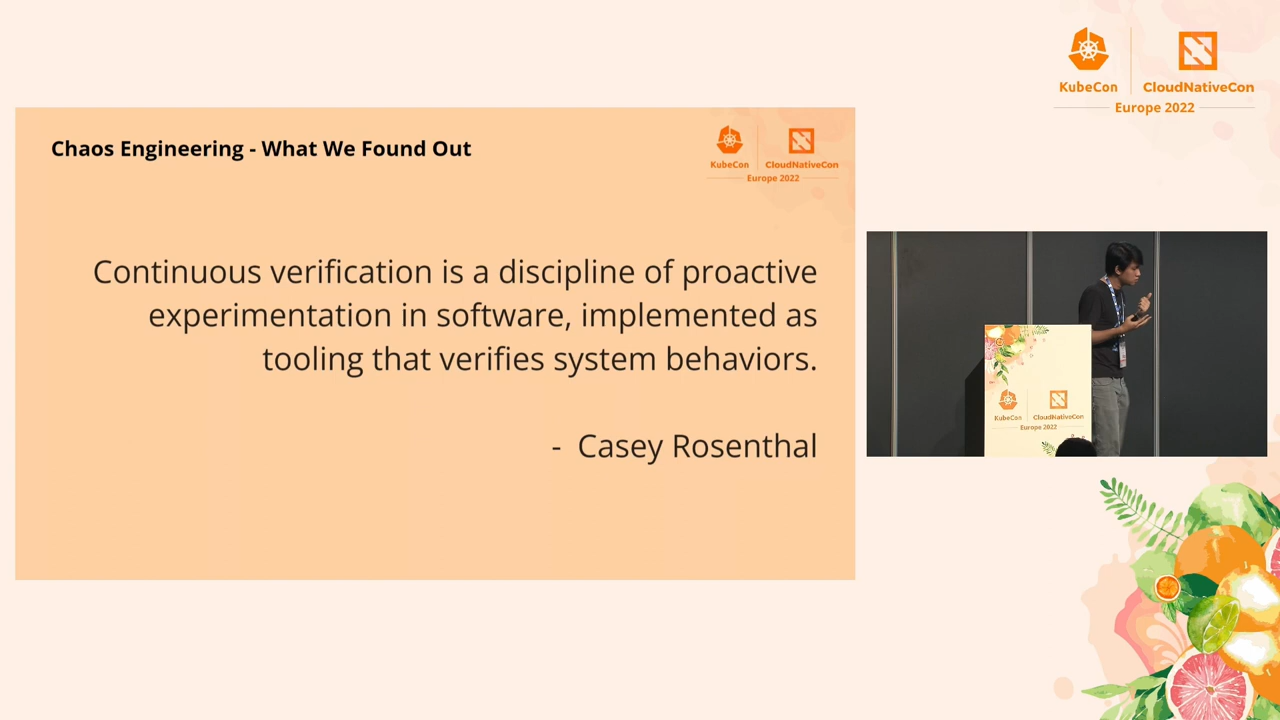 KubeCon
CloudNativeCon
Europe 2022
Chaos Engineering - What We Found Out
KubeCon
CloudNativeCon
Europe 2022
Continuous verification is a discipline of proactive
experimentation in software, implemented as
tooling that verifies system behaviors.
- Casey Rosenthal
KubeCon
CloudNativeCon
Europe 2022